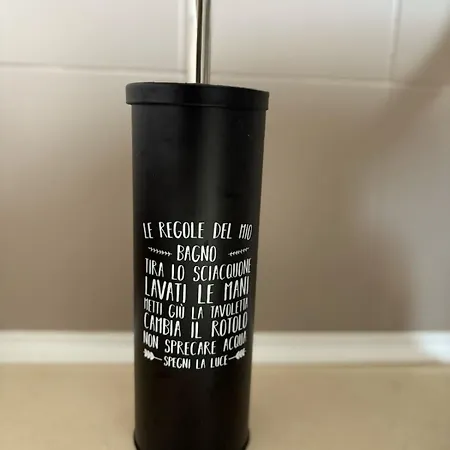 LE REGOLE DEL MIO
BAGNO
TIRA LO SCIACQUONE
LAVATI LE MANI
METTI GIÙ LA TAVOLETTA
CAMBIA IL ROTOLO
NON SPRECARE ACQUA
SPEGNI LA LUCE